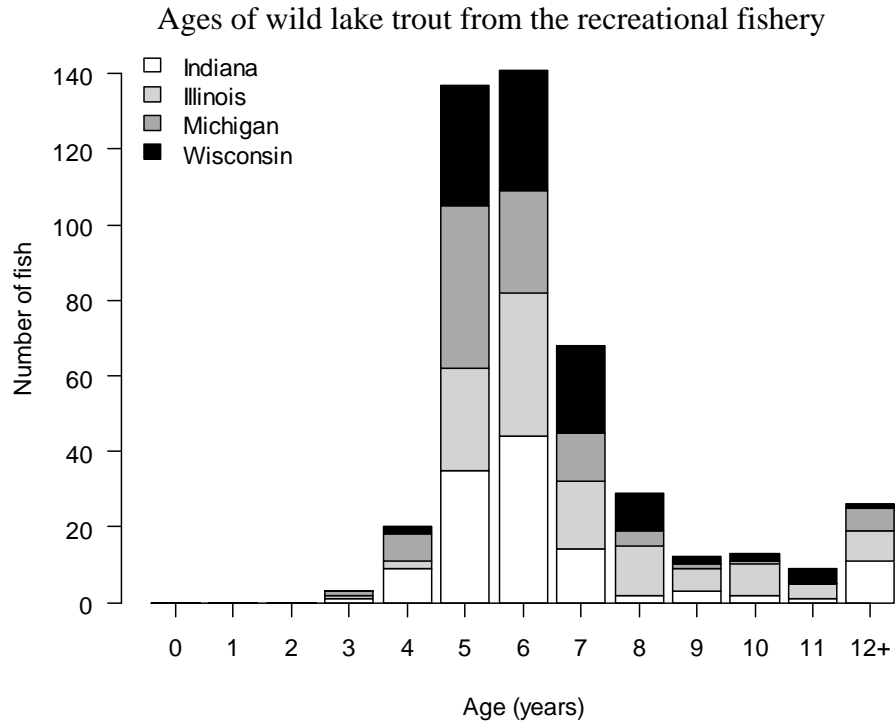 Ages of wild lake trout from the recreational fishery
Indiana
Illinois
Michigan
Wisconsin
Number of fish
140
120
100
80
60
40
20
0
0 1 2 3 4 5 6 7 8 9 10 11 12+
Age (years)